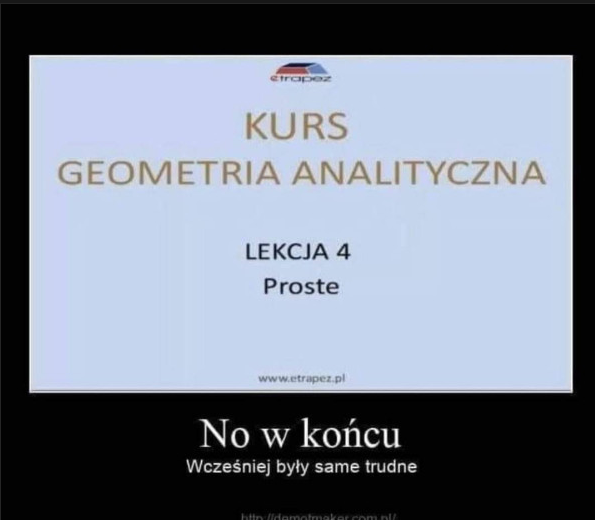 etrapez
KURS
GEOMETRIA ANALITYCZNA
LEKCJA 4
Proste
www.etrapez.pl
No w końcu
Wcześniej były same trudne
http://demotmaker.com.pl/